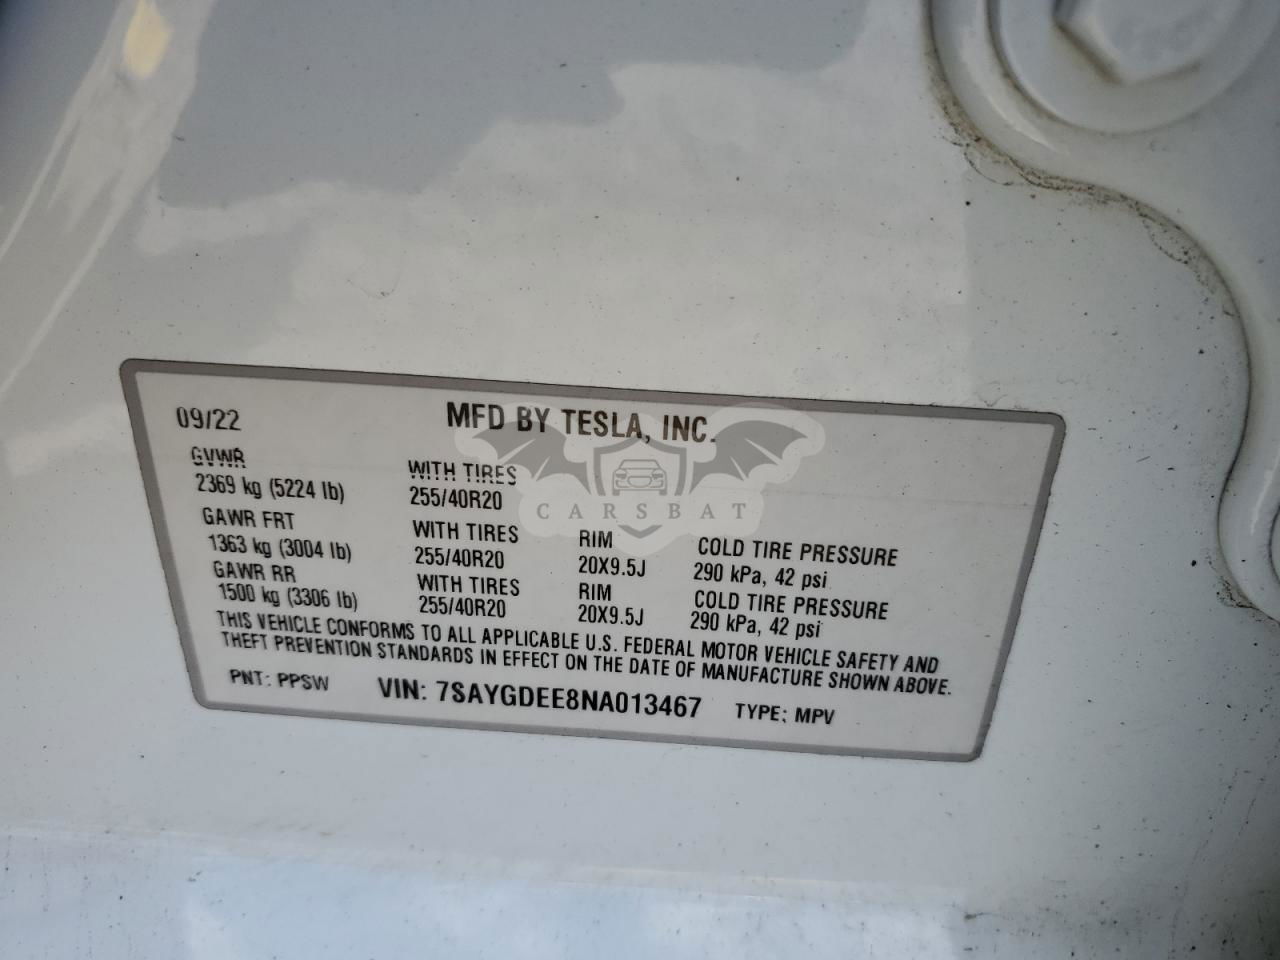 09/22 MFD BY TESLA, INC.
GVWR WITH TIRES
2369 kg (5224 lb) 255/40R20
CARSBAT
GAWR FRT WITH TIRES RIM COLD TIRE PRESSURE
1363 kg (3004 lb) 255/40R20 20X9.5J 290 kPa, 42 psi
GAWR RR WITH TIRES RIM COLD TIRE PRESSURE
1500 kg (3306 lb) 255/40R20 20X9.5J 290 kPa, 42 psi
THIS VEHICLE CONFORMS TO ALL APPLICABLE U.S. FEDERAL MOTOR VEHICLE SAFETY AND
THEFT PREVENTION STANDARDS IN EFFECT ON THE DATE OF MANUFACTURE SHOWN ABOVE.
PNT: PPSW VIN: 7SAYGDEE8NA013467 TYPE: MPV